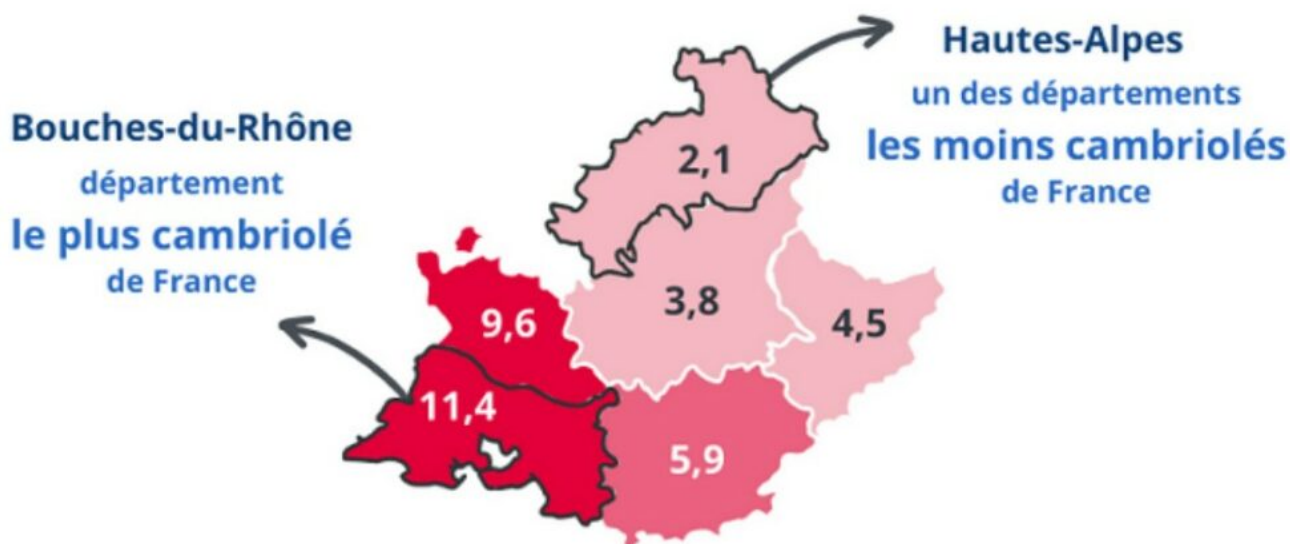 Hautes-Alpes
un des départements
les moins cambriolés
de France
Bouches-du-Rhône
département
le plus cambriolé
de France
2,1
3,8
4,5
9,6
11,4
5,9